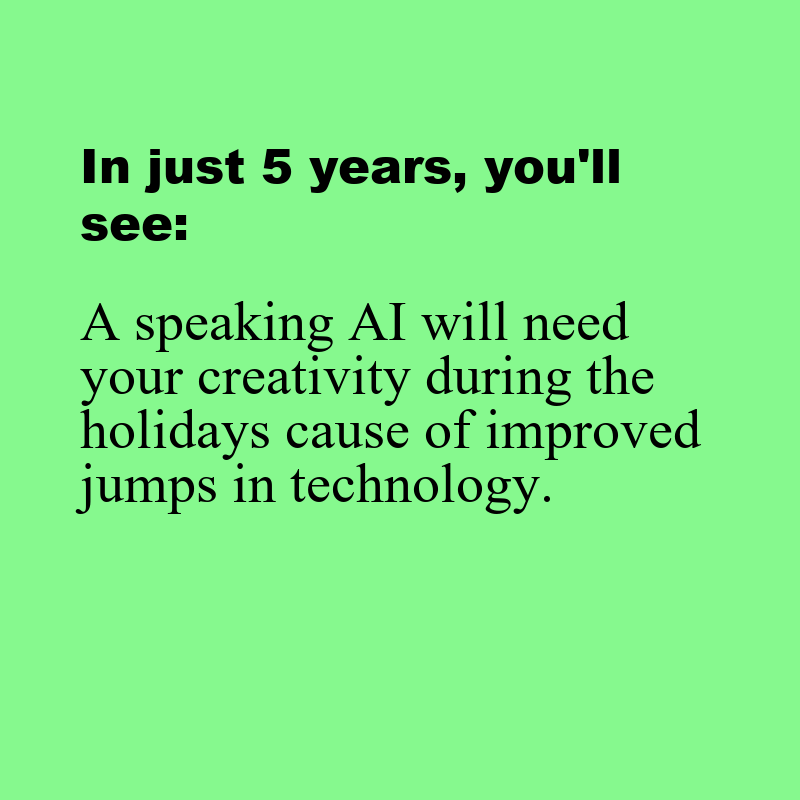 In just 5 years, you'll
see:
A speaking AI will need
your creativity during the
holidays cause of improved
jumps in technology.